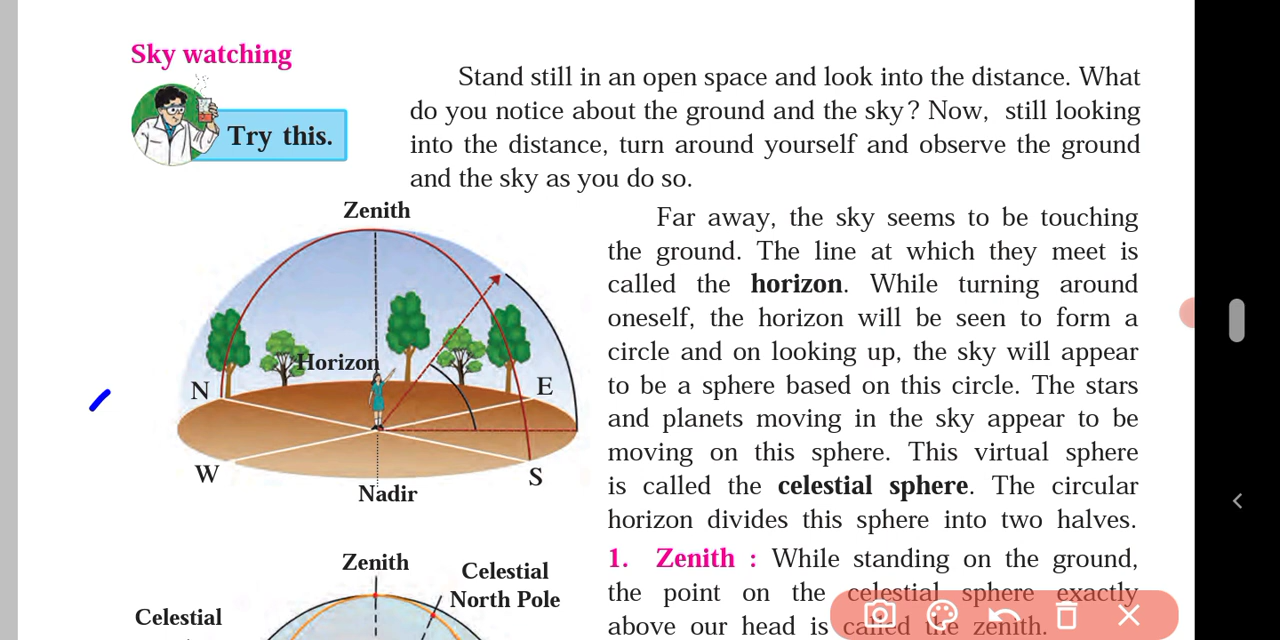 Sky watching
Try this.
Stand still in an open space and look into the distance. What
do you notice about the ground and the sky? Now, still looking
into the distance, turn around yourself and observe the ground
and the sky as you do so.
Zenith
Horizon
N
E
W
S
Nadir
Far away, the sky seems to be touching
the ground. The line at which they meet is
called the horizon. While turning around
oneself, the horizon will be seen to form a
circle and on looking up, the sky will appear
to be a sphere based on this circle. The stars
and planets moving in the sky appear to be
moving on this sphere. This virtual sphere
is called the celestial sphere. The circular
horizon divides this sphere into two halves.
Zenith
Celestial
North Pole
Celestial
1. Zenith : While standing on the ground,
the point on the celestial sphere exactly
above our head is called the zenith.